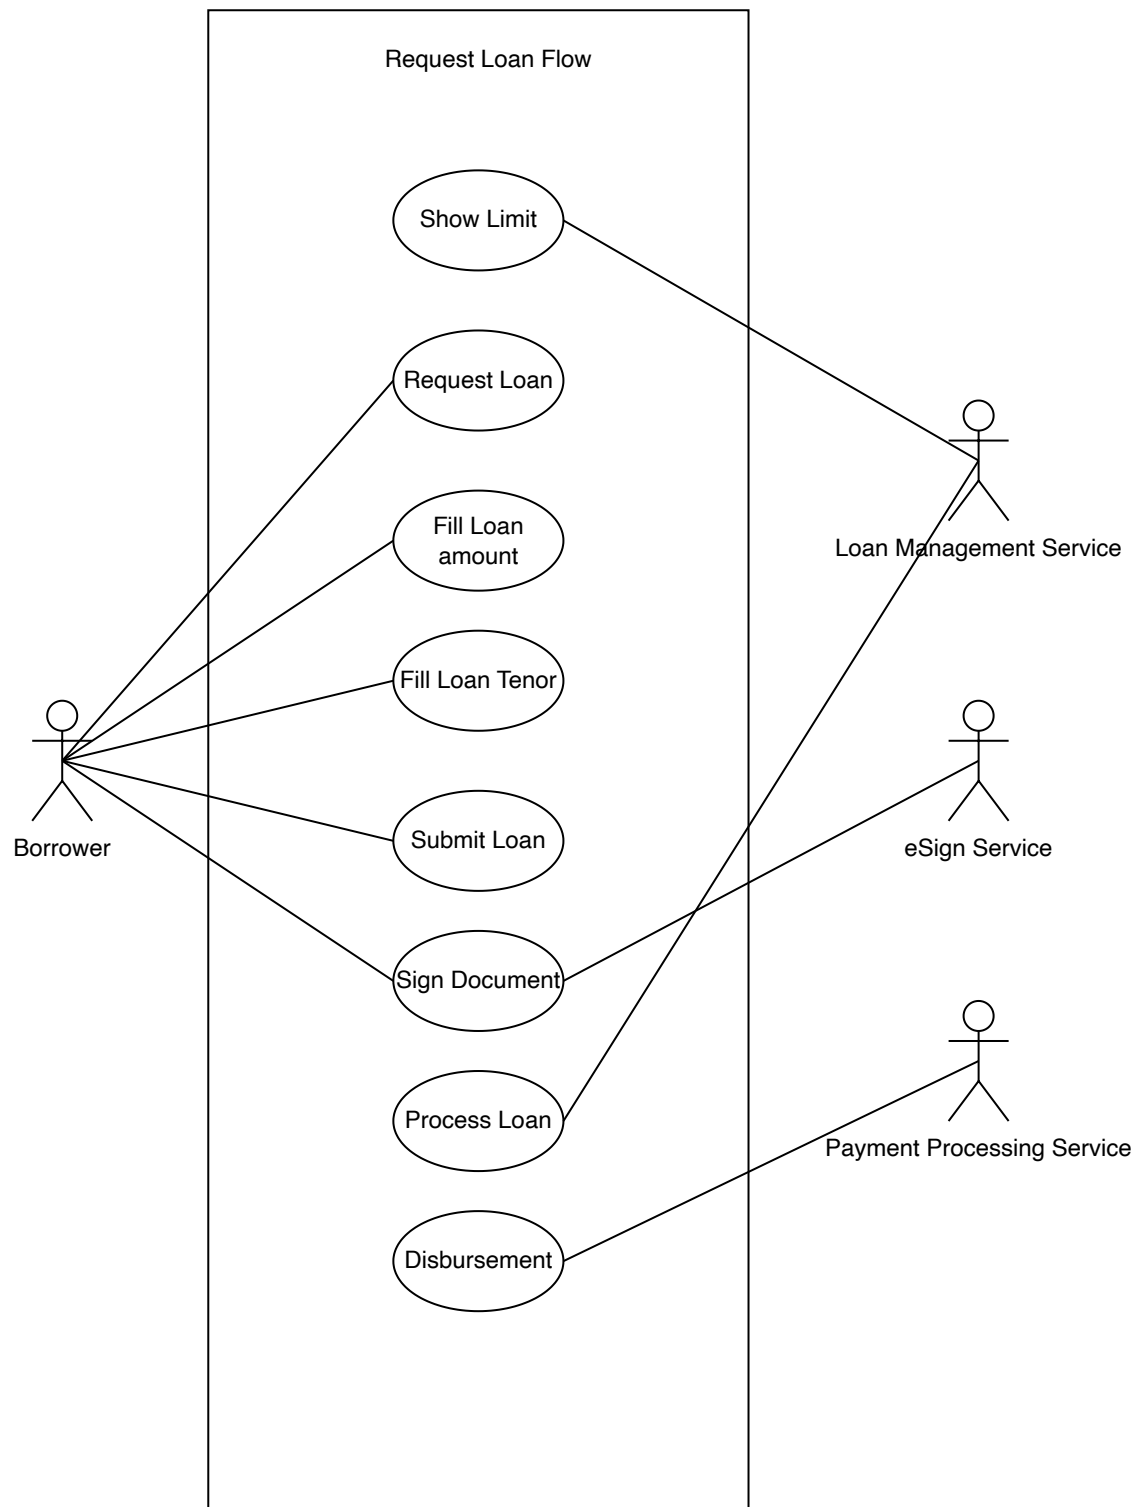 Request Loan Flow
Show Limit
Request Loan
Fill Loan
amount
Loan Management Service
Fill Loan Tenor
Borrower
Submit Loan
eSign Service
Sign Document
Process Loan
Payment Processing Service
Disbursement